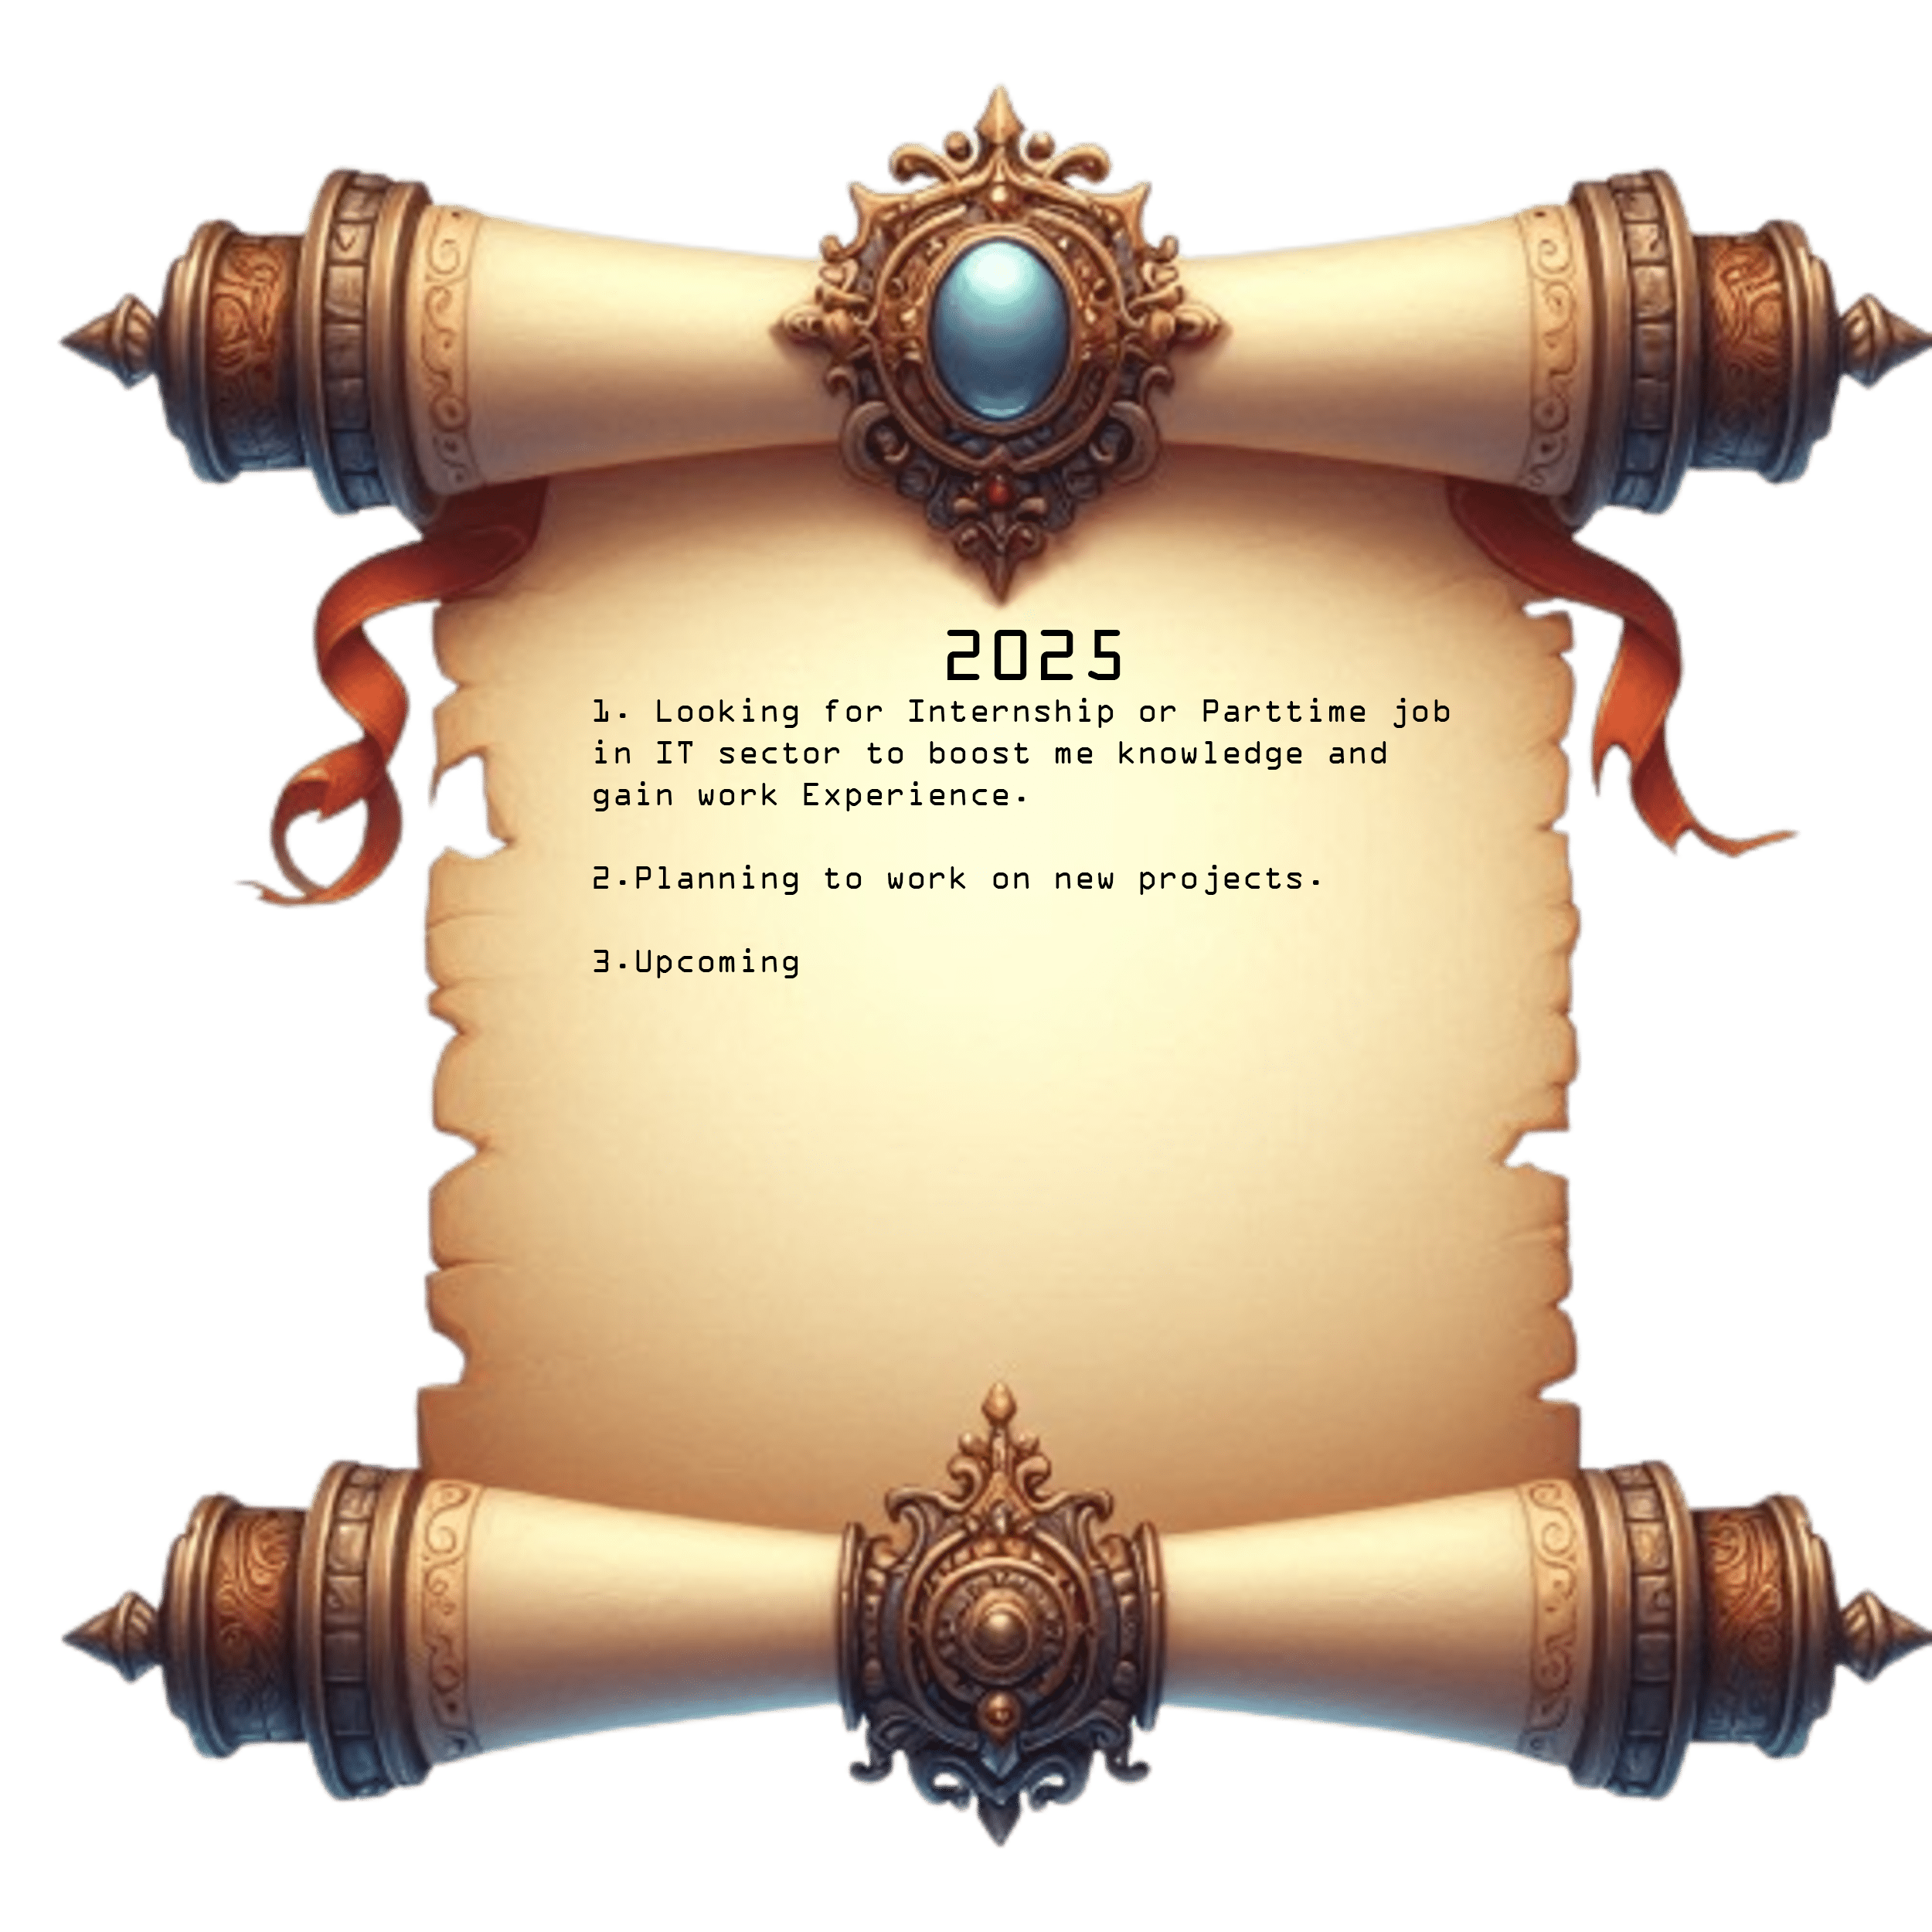 2025
1. Looking for Internship or Parttime job
in IT sector to boost me knowledge and
gain work Experience.
2.Planning to work on new projects.
3.Upcoming